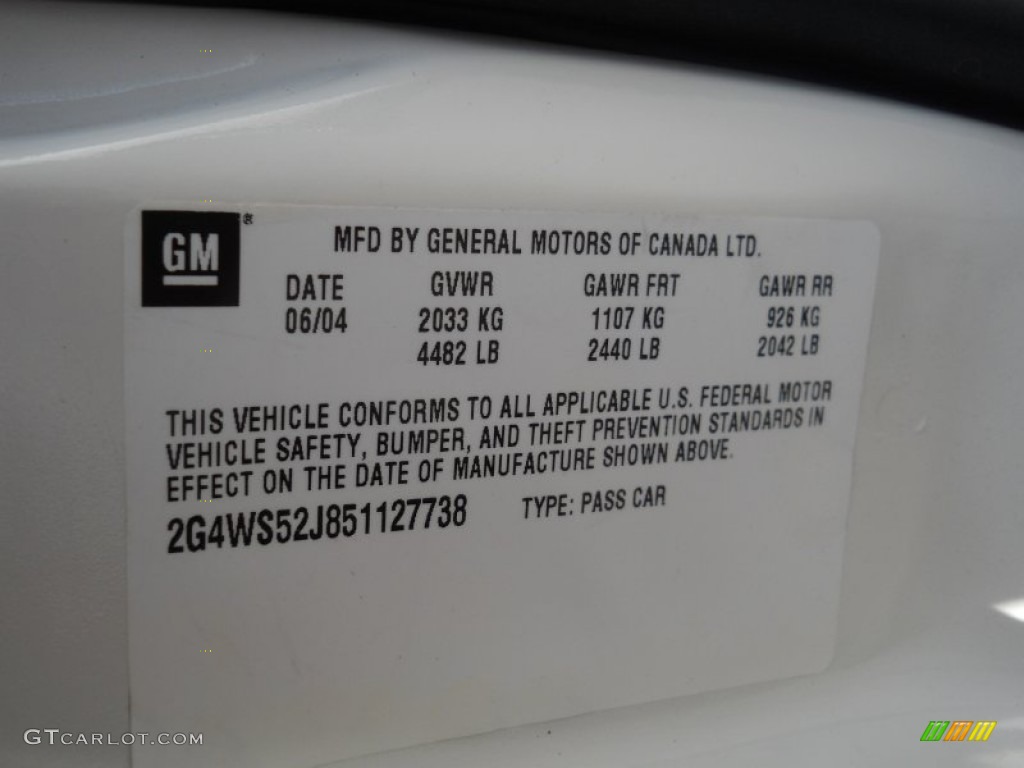 GM®
MFD BY GENERAL MOTORS OF CANADA LTD.
DATE GVWR GAWR FRT GAWR RR
06/04 2033 KG 1107 KG 926 KG
4482 LB 2440 LB 2042 LB
THIS VEHICLE CONFORMS TO ALL APPLICABLE U.S. FEDERAL MOTOR
VEHICLE SAFETY, BUMPER, AND THEFT PREVENTION STANDARDS IN
EFFECT ON THE DATE OF MANUFACTURE SHOWN ABOVE.
2G4WS52J851127738 TYPE: PASS CAR
GTCARLOT.COM